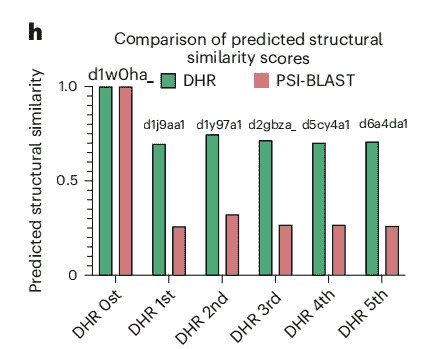 h
Comparison of predicted structural
similarity scores
d1w0ha_
DHR
PSI-BLAST
Predicted structural similarity
1.0
0.5
0
d1j9aa1
d1y97a1
d2gbza_
d5cy4a1
d6a4da1
DHR 0st
DHR 1st
DHR 2nd
DHR 3rd
DHR 4th
DHR 5th